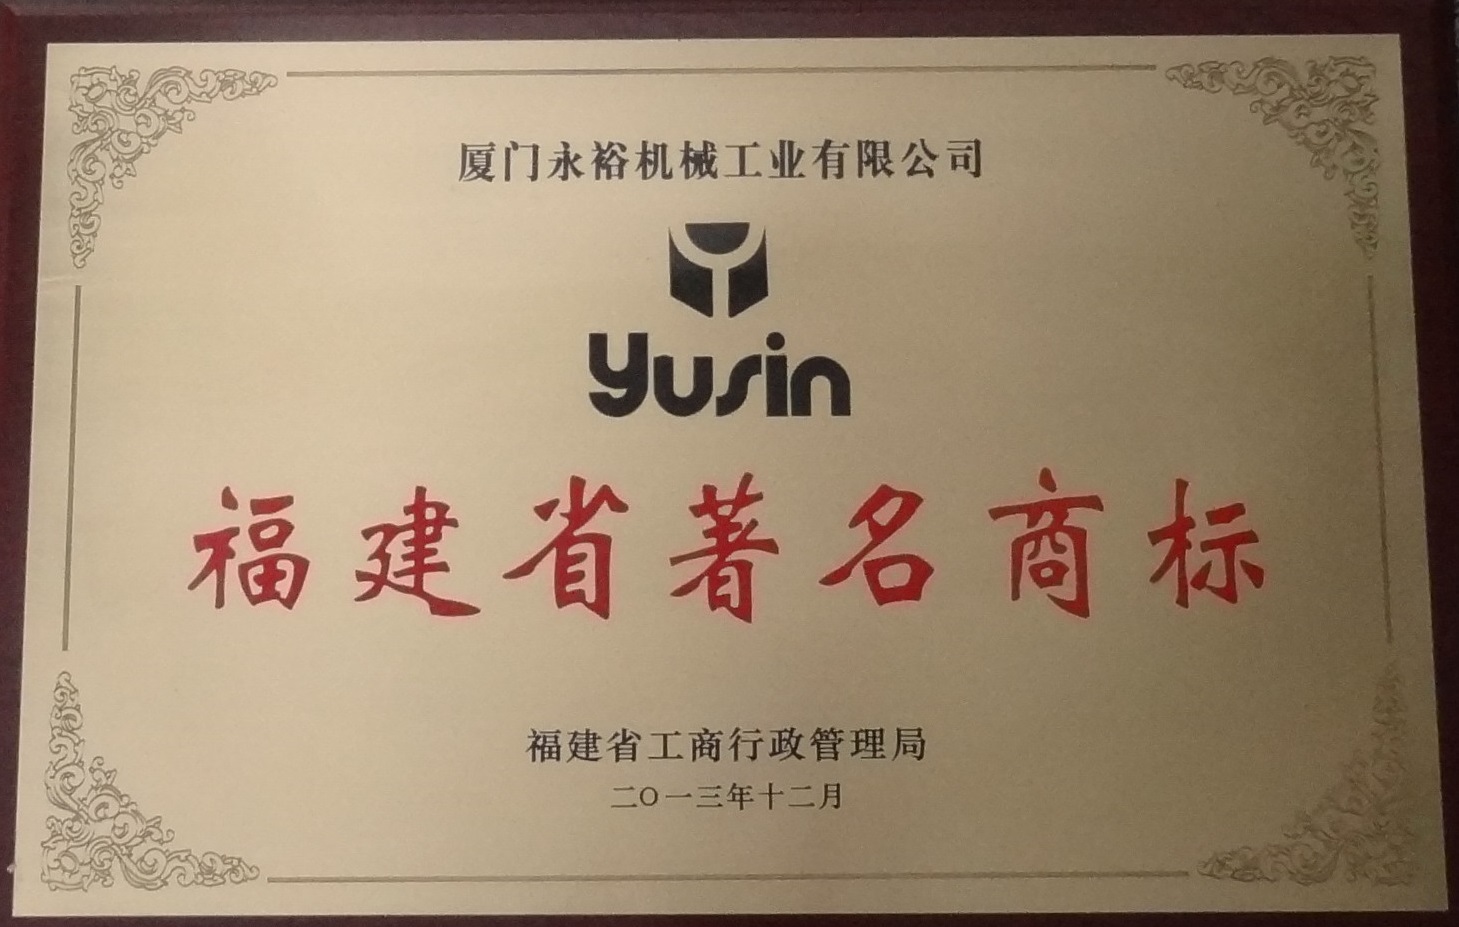 厦门永裕机械工业有限公司
yusin
福建省著名商标
福建省工商行政管理局
二〇一三年十二月